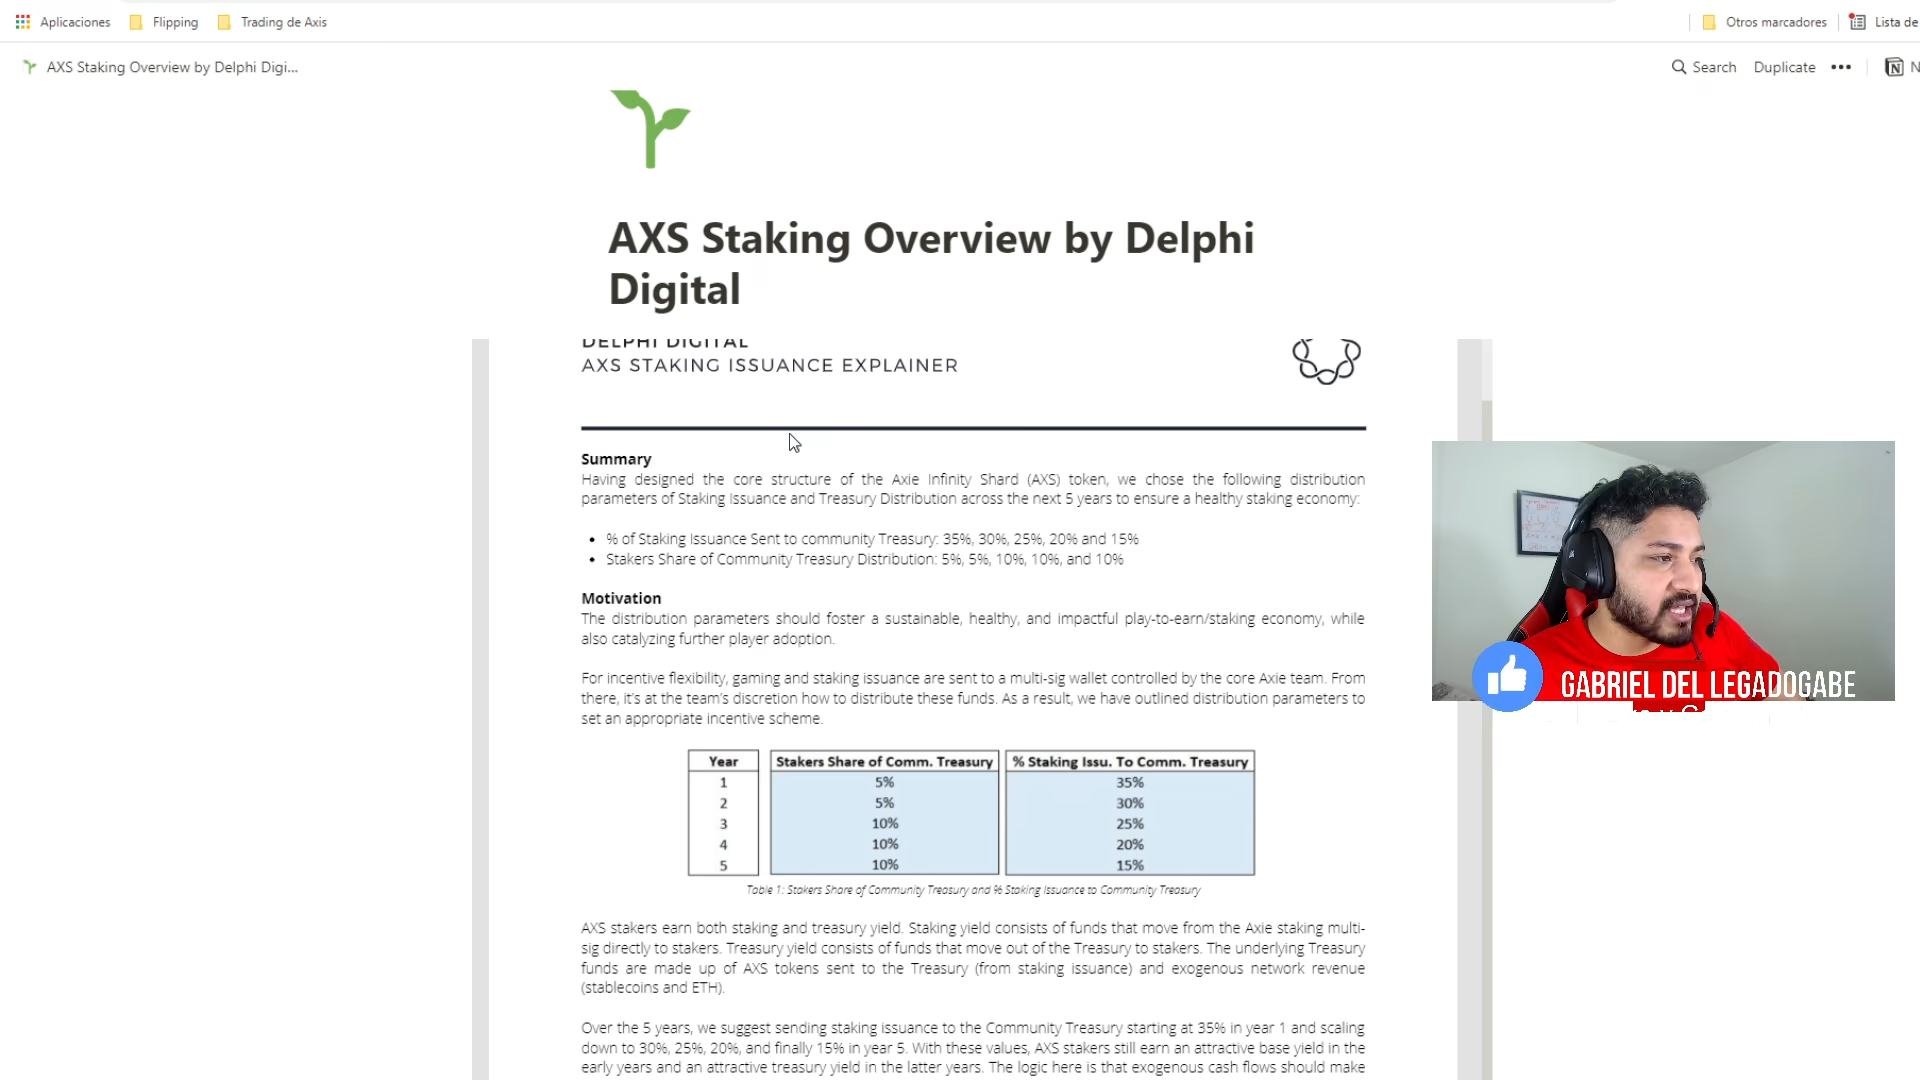 Aplicaciones Flipping Trading de Axis Otros marcadores Lista de
AXS Staking Overview by Delphi Digi... Search Duplicate ••• N
AXS Staking Overview by Delphi
Digital
DELPHI DIGITAL
AXS STAKING ISSUANCE EXPLAINER
Summary
Having designed the core structure of the Axie Infinity Shard (AXS) token, we chose the following distribution
parameters of Staking Issuance and Treasury Distribution across the next 5 years to ensure a healthy staking economy:
• % of Staking Issuance Sent to community Treasury: 35%, 30%, 25%, 20% and 15%
• Stakers Share of Community Treasury Distribution: 5%, 5%, 10%, 10%, and 10%
Motivation
The distribution parameters should foster a sustainable, healthy, and impactful play-to-earn/staking economy, while
also catalyzing further player adoption.
For incentive flexibility, gaming and staking issuance are sent to a multi-sig wallet controlled by the core Axie team. From
there, it's at the team's discretion how to distribute these funds. As a result, we have outlined distribution parameters to
set an appropriate incentive scheme.
Year Stakers Share of Comm. Treasury % Staking Issu. To Comm. Treasury
1 5% 35%
2 5% 30%
3 10% 25%
4 10% 20%
5 10% 15%
Table 1: Stakers Share of Community Treasury and % Staking Issuance to Community Treasury
AXS stakers earn both staking and treasury yield. Staking yield consists of funds that move from the Axie staking multi-
sig directly to stakers. Treasury yield consists of funds that move out of the Treasury to stakers. The underlying Treasury
funds are made up of AXS tokens sent to the Treasury (from staking issuance) and exogenous network revenue
(stablecoins and ETH).
Over the 5 years, we suggest sending staking issuance to the Community Treasury starting at 35% in year 1 and scaling
down to 30%, 25%, 20%, and finally 15% in year 5. With these values, AXS stakers still earn an attractive base yield in the
early years and an attractive treasury yield in the latter years. The logic here is that exogenous cash flows should make
GABRIEL DEL LEGADOGABE